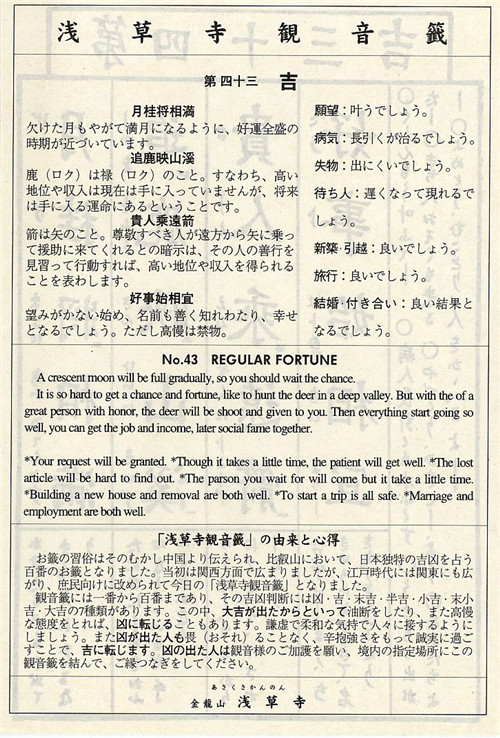 浅草寺観音籤
第四十三 吉
月桂将相満
欠けた月もやがて満月になるように、好運全盛の
時期が近づいています。
追鹿映山溪
鹿（ロク）は禄（ロク）のこと。すなわち、高い
地位や収入は現在は手に入っていませんが、将来
は手に入る運命にあるということです。
貴人乗遠箭
箭は矢のこと。尊敬すべき人が遠方から矢に乗っ
て援助に来てくれるとの暗示は、その人の善行を
見習って行動すれば、高い地位や収入を得られる
ことを表わします。
好事始相宜
望みがかない始め、名前も善く知れわたり、幸せ
となるでしょう。ただし高慢は禁物。
願望：叶うでしょう。
病気：長引くが治るでしょう。
失物：出にくいでしょう。
待ち人：遅くなって現れるで
しょう。
新築·引越：良いでしょう。
旅行：良いでしょう。
結婚·付き合い：良い結果と
なるでしょう。
No.43 REGULAR FORTUNE
A crescent moon will be full gradually, so you should wait the chance.
It is so hard to get a chance and fortune, like to hunt the deer in a deep valley. But with the of a
great person with honor, the deer will be shoot and given to you. Then everything start going so
well, you can get the job and income, later social fame together.
*Your request will be granted. *Though it takes a little time, the patient will get well. *The lost
article will be hard to find out. *The parson you wait for will come but it take a little time.
*Building a new house and removal are both well. *To start a trip is all safe. *Marriage and
employment are both well.
「浅草寺観音籤」の由来と心得
お籤の習俗はそのむかし中国より伝えられ、比叡山において、日本独特の吉凶を占う
百番のお籤となりました。当初は関西方面で広まりましたが、江戸時代には関東にも広
がり、庶民向けに改められて今日の「浅草寺観音籤」となりました。
観音籤には一番から百番まであり、その吉凶判断には凶・吉・末吉・半吉・小吉・末小
吉・大吉の7種類があります。この中、大吉が出たからといって油断をしたり、また高慢
な態度をとれば、凶に転じることもあります。謙虚で柔和な気持で人々に接するように
しましょう。また凶が出た人も畏（おそれ）ることなく、辛抱強さをもって誠実に過ご
すことで、吉に転じます。凶の出た人は観音様のご加護を願い、境内の指定場所にこの
観音籤を結んで、ご縁つなぎをしてください。
あさくさかんのん
金龍山 浅草寺